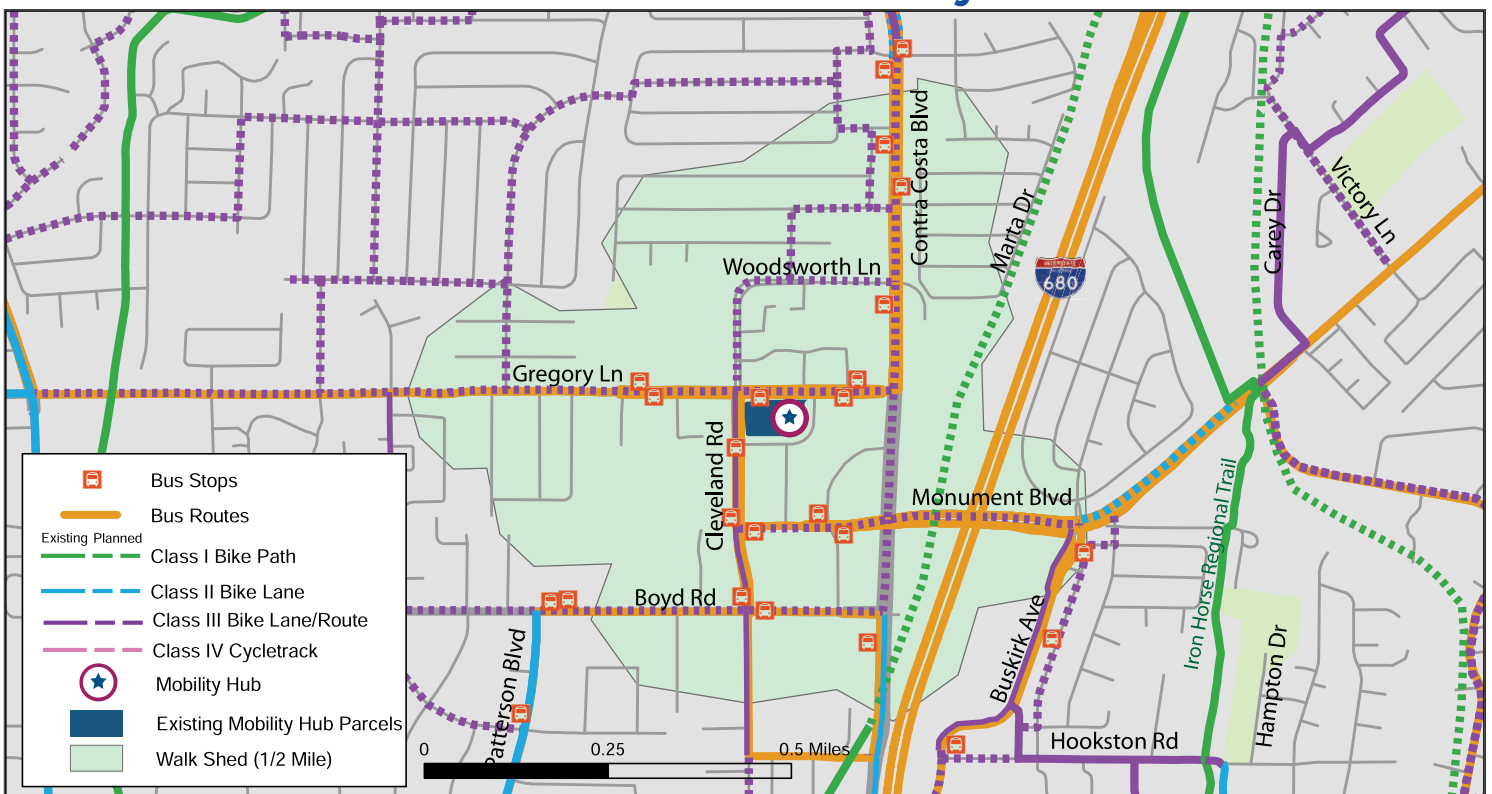 Contra Costa Blvd
Marta Dr
INTERSTATE
680
Carey Dr
Victory Ln
Woodsworth Ln
Gregory Ln
Cleveland Rd
Monument Blvd
Boyd Rd
Patterson Blvd
Buskirk Ave
Iron Horse Regional Trail
Hampton Dr
Hookston Rd
Bus Stops
Bus Routes
Existing Planned
Class I Bike Path
Class II Bike Lane
Class III Bike Lane/Route
Class IV Cycletrack
Mobility Hub
Existing Mobility Hub Parcels
Walk Shed (1/2 Mile)
0 0.25 0.5 Miles